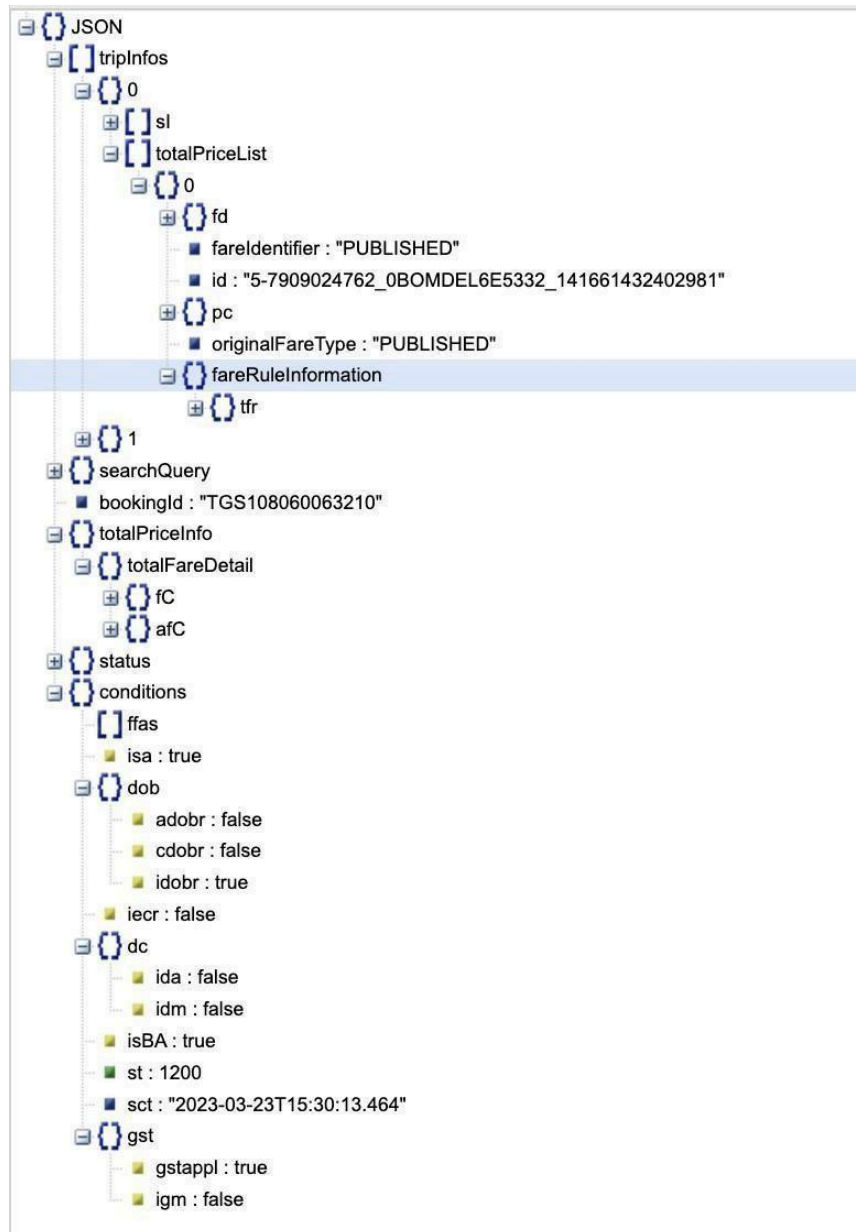 JSON
tripInfos
0
sI
totalPriceList
0
fd
fareIdentifier : "PUBLISHED"
id : "5-7909024762_0BOMDEL6E5332_141661432402981"
pc
originalFareType : "PUBLISHED"
fareRuleInformation
tfr
1
searchQuery
bookingId : "TGS108060063210"
totalPriceInfo
totalFareDetail
fC
afC
status
conditions
ffas
isa : true
dob
adobr : false
cdobr : false
idobr : true
iecr : false
dc
ida : false
idm : false
isBA : true
st : 1200
sct : "2023-03-23T15:30:13.464"
gst
gstappl : true
igm : false